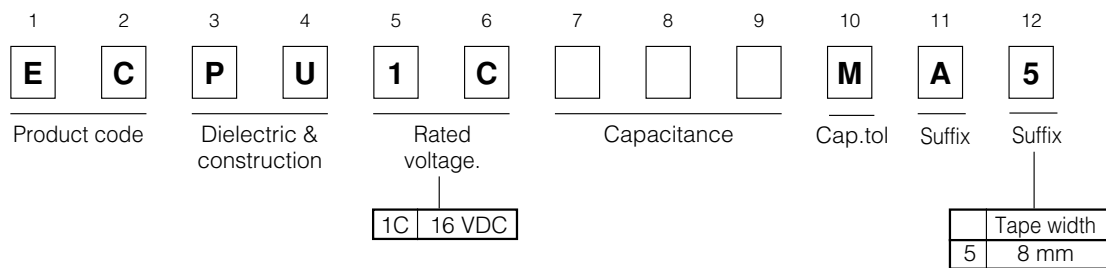 1 2 3 4 5 6 7 8 9 10 11 12
E C P U 1 C M A 5
Product code Dielectric & Rated Capacitance Cap.tol Suffix Suffix
construction voltage.
1C 16 VDC Tape width
5 8 mm